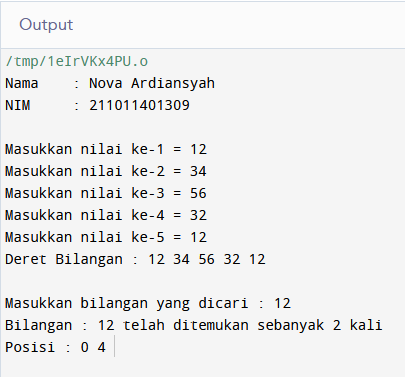 Output
/tmp/1eIrVKx4PU.o
Nama    : Nova Ardiansyah
NIM     : 211011401309
Masukkan nilai ke-1 = 12
Masukkan nilai ke-2 = 34
Masukkan nilai ke-3 = 56
Masukkan nilai ke-4 = 32
Masukkan nilai ke-5 = 12
Deret Bilangan : 12 34 56 32 12
Masukkan bilangan yang dicari : 12
Bilangan : 12 telah ditemukan sebanyak 2 kali
Posisi : 0 4